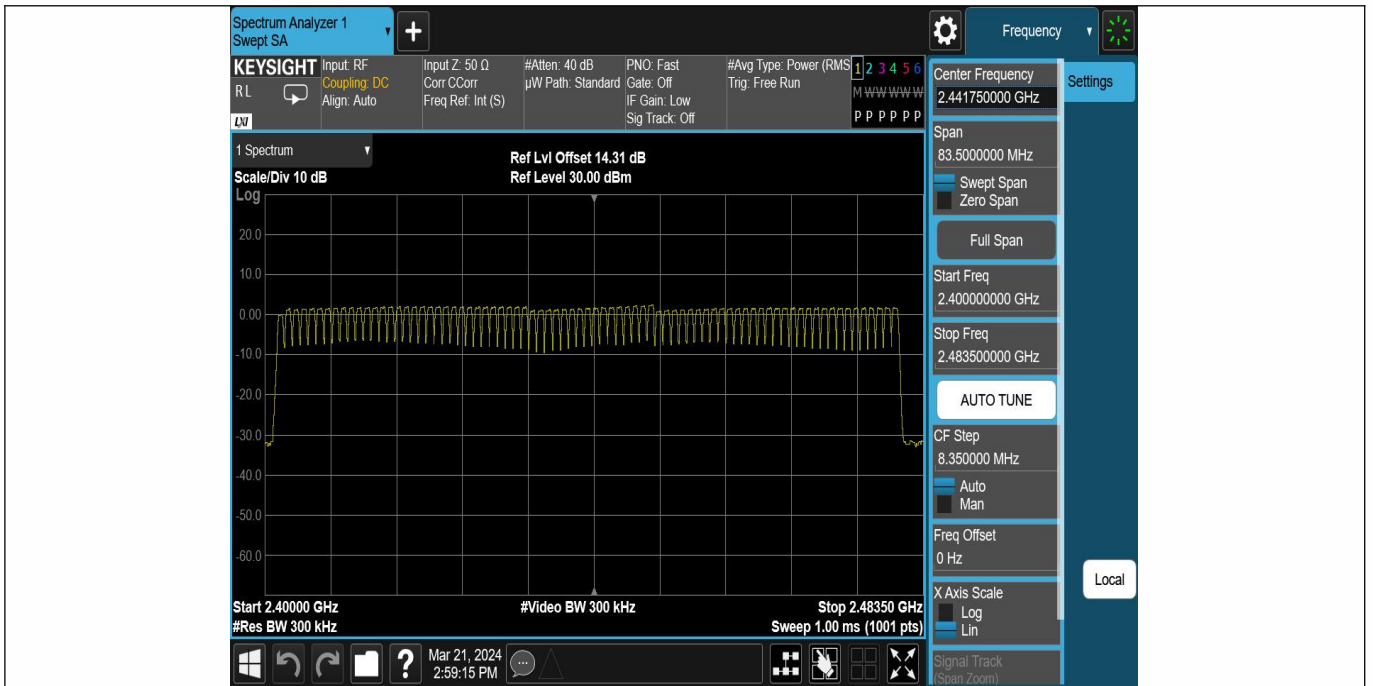 Spectrum Analyzer 1
Swept SA
+
Frequency
KEYSIGHT
RL
LXI
Input: RF
Coupling: DC
Align: Auto
Input Z: 50 Ω
Corr CCorr
Freq Ref: Int (S)
#Atten: 40 dB
µW Path: Standard
PNO: Fast
Gate: Off
IF Gain: Low
Sig Track: Off
#Avg Type: Power (RMS
Trig: Free Run
1 2 3 4 5 6
M W W W W W
P P P P P P
1 Spectrum
Scale/Div 10 dB
Log
Ref Lvl Offset 14.31 dB
Ref Level 30.00 dBm
20.0
10.0
0.00
-10.0
-20.0
-30.0
-40.0
-50.0
-60.0
Start 2.40000 GHz
#Res BW 300 kHz
#Video BW 300 kHz
Stop 2.48350 GHz
Sweep 1.00 ms (1001 pts)
Center Frequency
2.441750000 GHz
Settings
Span
83.5000000 MHz
Swept Span
Zero Span
Full Span
Start Freq
2.400000000 GHz
Stop Freq
2.483500000 GHz
AUTO TUNE
CF Step
8.350000 MHz
Auto
Man
Freq Offset
0 Hz
X Axis Scale
Log
Lin
Signal Track
(Span Zoom)
Local
?
Mar 21, 2024
2:59:15 PM